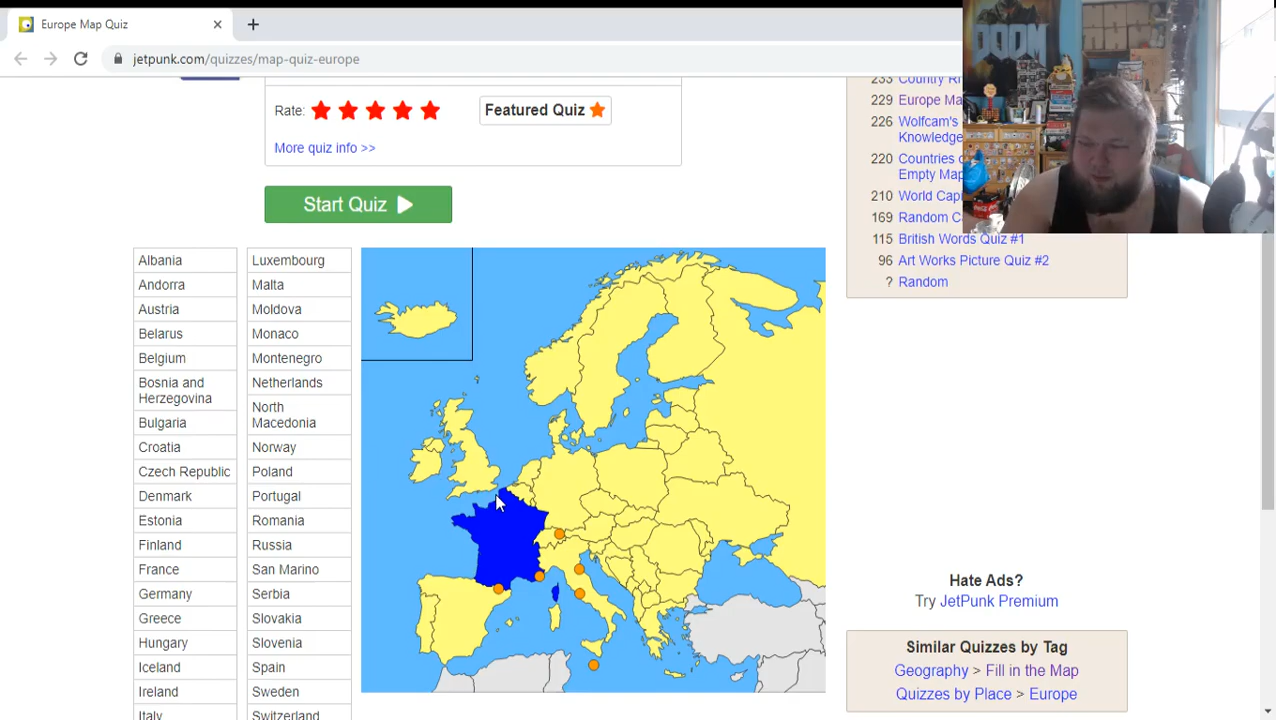 Europe Map Quiz
jetpunk.com/quizzes/map-quiz-europe
DOOM
Rate:
Featured Quiz
More quiz info >>
Start Quiz
Albania
Andorra
Austria
Belarus
Belgium
Bosnia and
Herzegovina
Bulgaria
Croatia
Czech Republic
Denmark
Estonia
Finland
France
Germany
Greece
Hungary
Iceland
Ireland
Italy
Luxembourg
Malta
Moldova
Monaco
Montenegro
Netherlands
North
Macedonia
Norway
Poland
Portugal
Romania
Russia
San Marino
Serbia
Slovakia
Slovenia
Spain
Sweden
Switzerland
233 Country
229 Europe
226 Wolfcam's
Knowledge
220 Countries
Empty
210 World
169 Random
115 British Words Quiz #1
96 Art Works Picture Quiz #2
? Random
Hate Ads?
Try JetPunk Premium
Similar Quizzes by Tag
Geography > Fill in the Map
Quizzes by Place > Europe